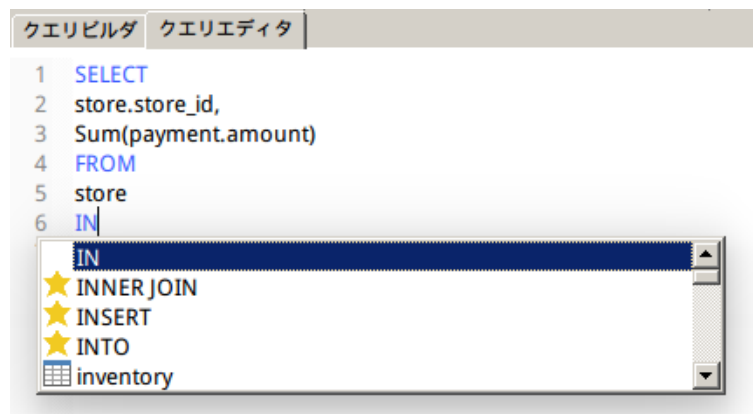 クエリビルダ クエリエディタ
1 SELECT
2 store.store_id,
3 Sum(payment.amount)
4 FROM
5 store
6 IN
IN
INNER JOIN
INSERT
INTO
inventory